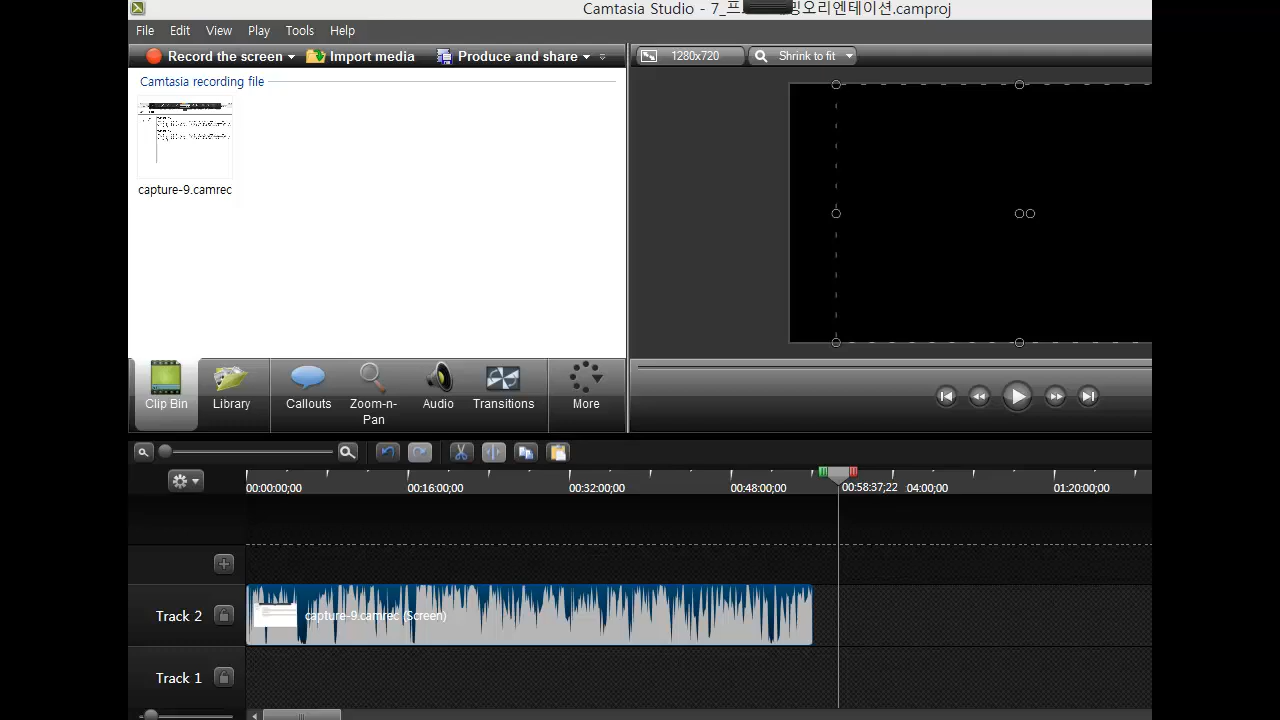 Camtasia Studio - 7_프 밍오리엔테이션.camproj
File Edit View Play Tools Help
Record the screen Import media Produce and share
1280x720 Shrink to fit
Camtasia recording file
capture-9.camrec
Clip Bin
Library
Callouts
Zoom-n-
Pan
Audio
Transitions
More
00:00:00;00 00:16:00;00 00:32:00;00 00:48:00;00 00:58:37;22 04:00;00 01:20:00;00
Track 2
capture-9.camrec (Screen)
Track 1